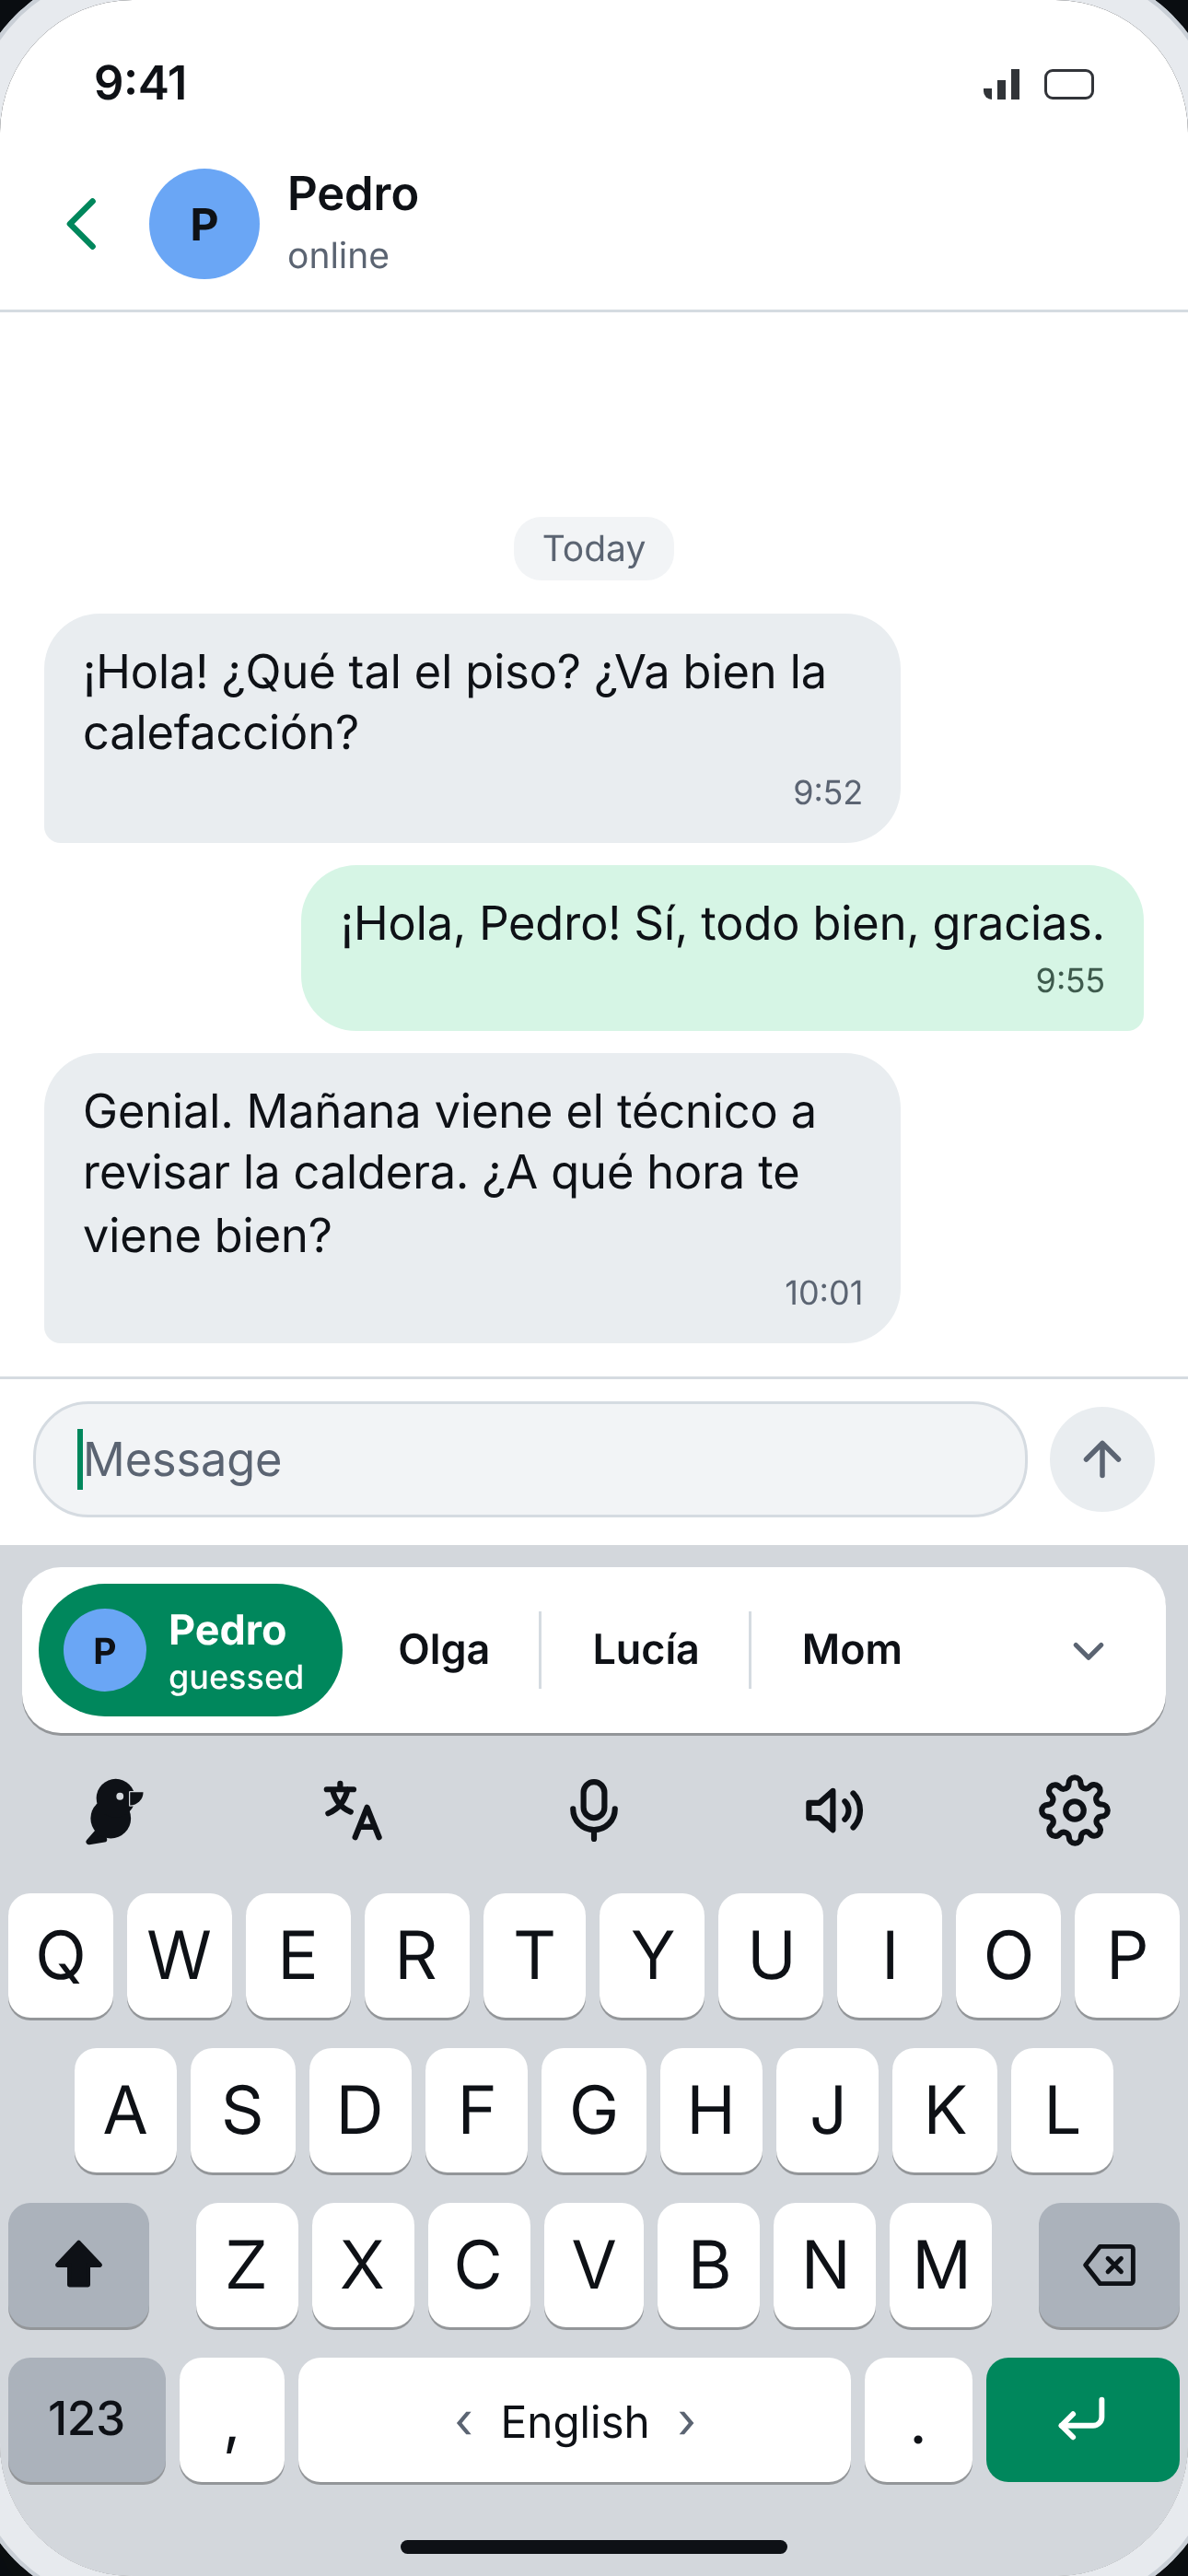 9:41
P
Pedro
online
Today
¡Hola! ¿Qué tal el piso? ¿Va bien la
calefacción?
9:52
¡Hola, Pedro! Sí, todo bien, gracias.
9:55
Genial. Mañana viene el técnico a
revisar la caldera. ¿A qué hora te
viene bien?
10:01
Message
P
Pedro
guessed
Olga
Lucía
Mom
Q W E R T Y U I O P
A S D F G H J K L
Z X C V B N M
123 , ‹ English › .